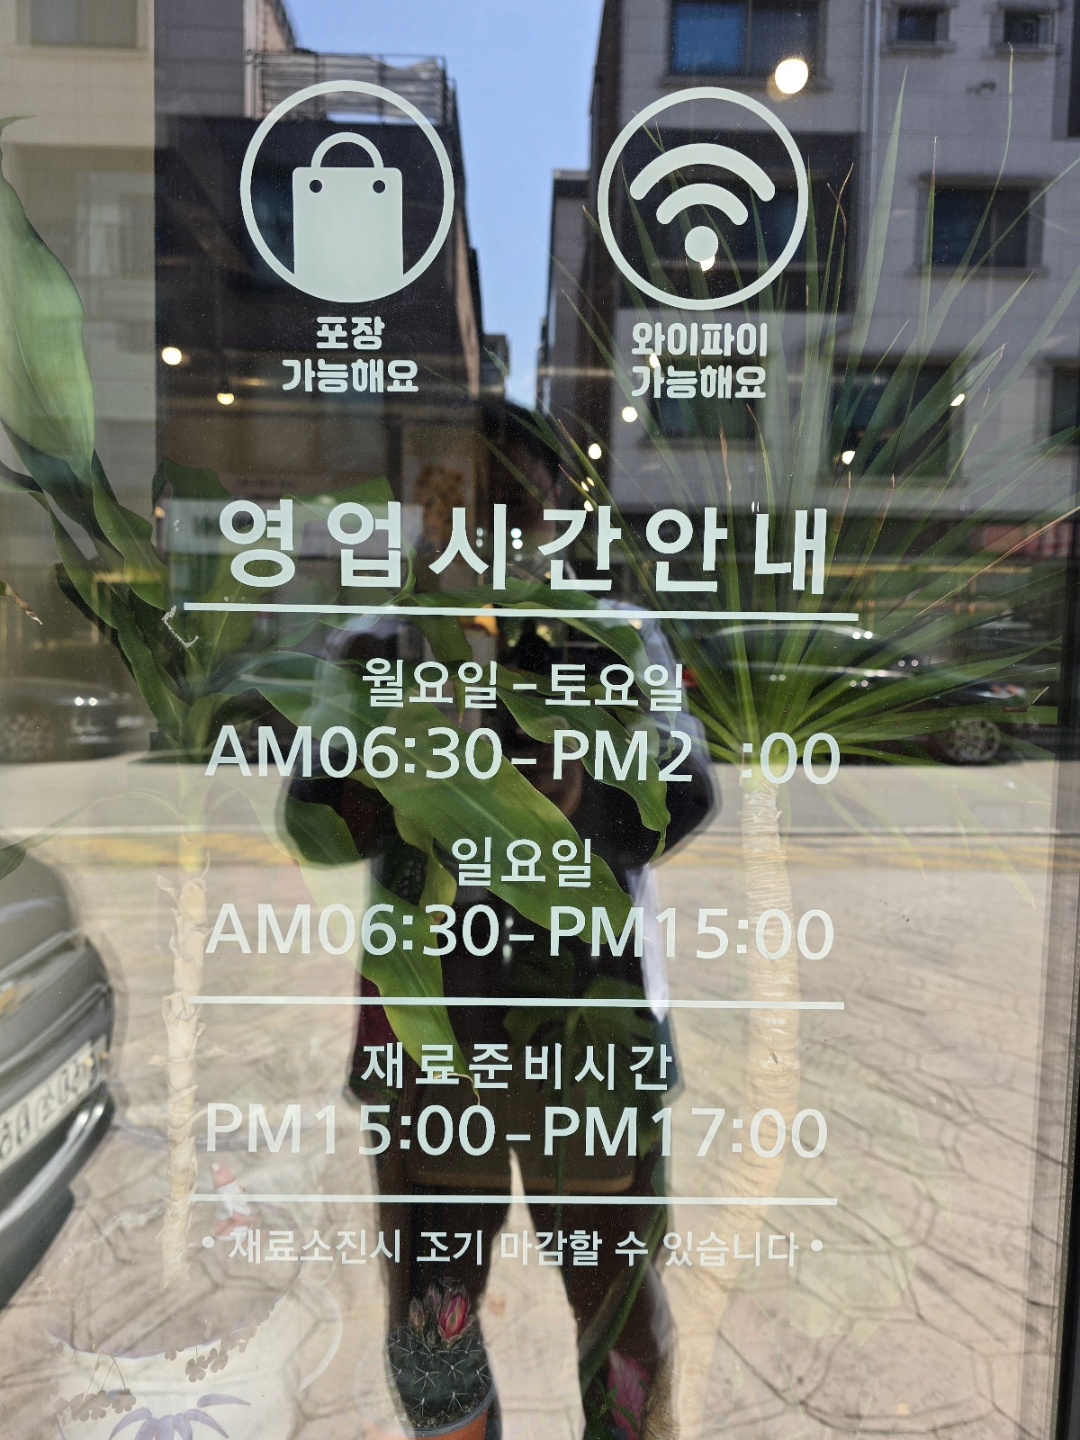 포장
가능해요
와이파이
가능해요
영업시간안내
월요일-토요일
AM06:30-PM2 :00
일요일
AM06:30-PM15:00
재료준비시간
PM15:00-PM17:00
•재료소진시 조기 마감할 수 있습니다•